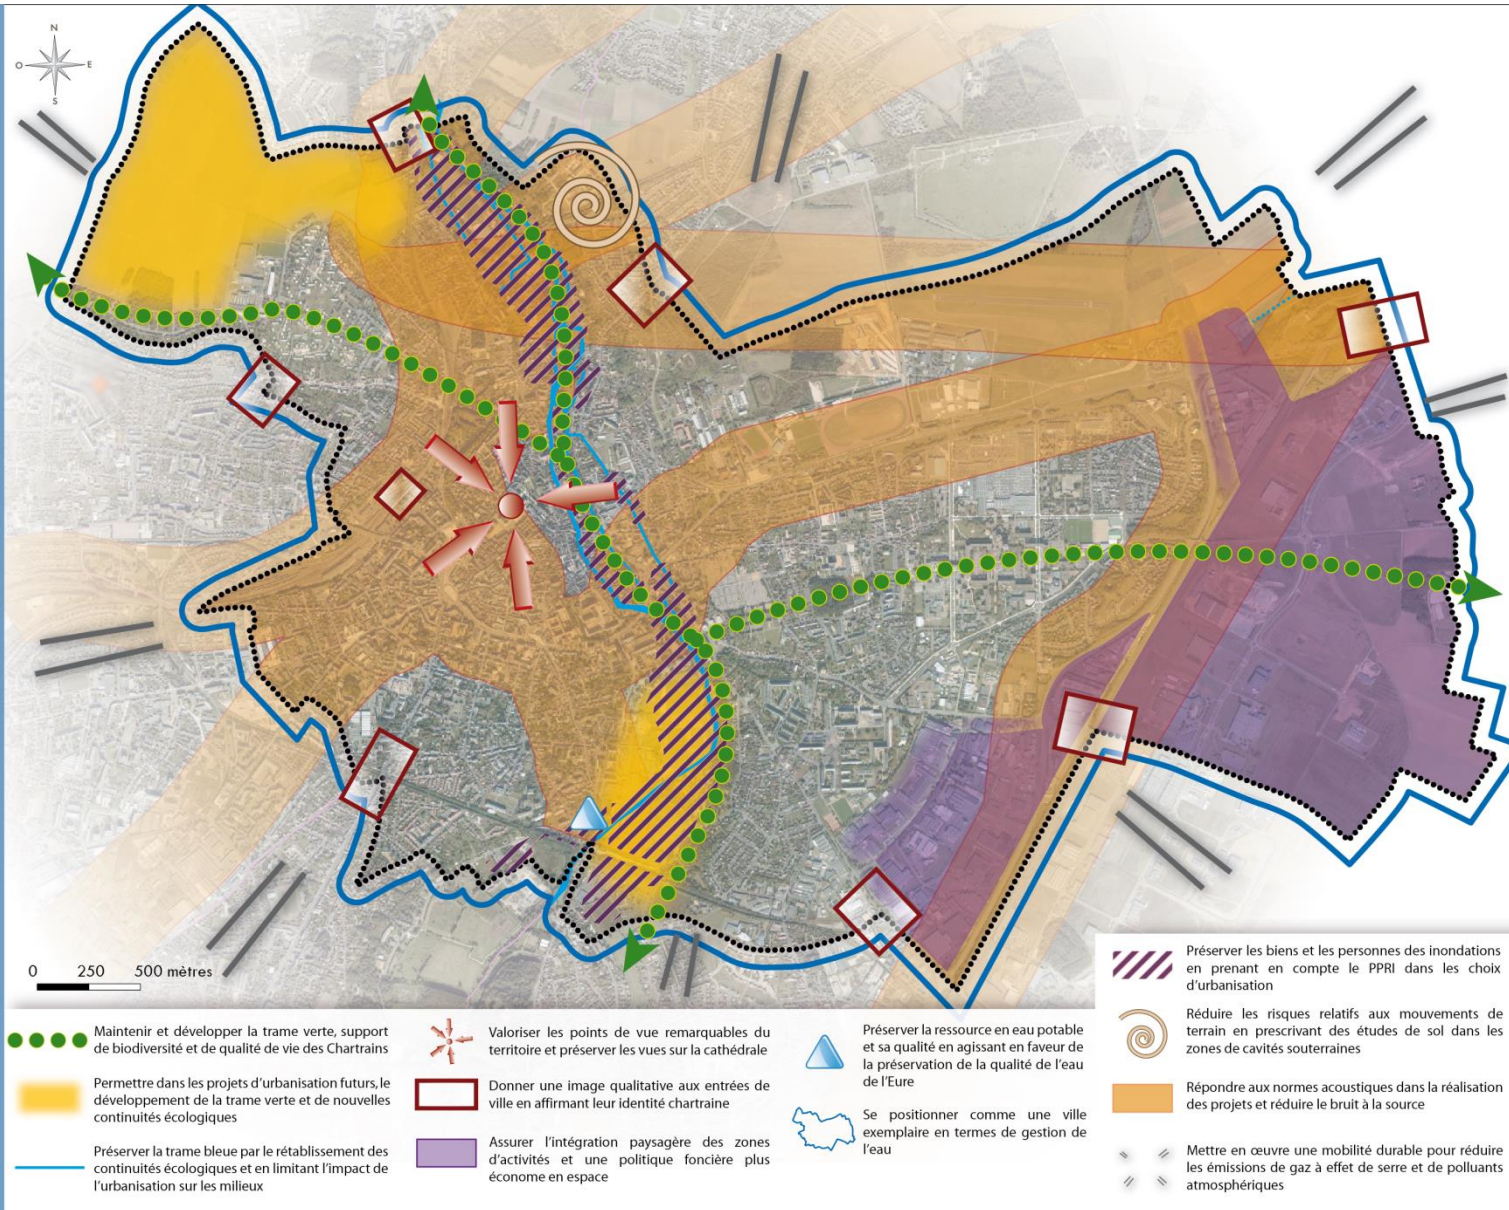 N
O
E
S
0 250 500 mètres
Maintenir et développer la trame verte, support
de biodiversité et de qualité de vie des Chartrains
Permettre dans les projets d'urbanisation futurs, le
développement de la trame verte et de nouvelles
continuités écologiques
Préserver la trame bleue par le rétablissement des
continuités écologiques et en limitant l'impact de
l'urbanisation sur les milieux
Valoriser les points de vue remarquables du
territoire et préserver les vues sur la cathédrale
Donner une image qualitative aux entrées de
ville en affirmant leur identité chartraine
Assurer l'intégration paysagère des zones
d'activités et une politique foncière plus
économe en espace
Préserver la ressource en eau potable
et sa qualité en agissant en faveur de
la préservation de la qualité de l'eau
de l'Eure
Se positionner comme une ville
exemplaire en termes de gestion de
l'eau
Préserver les biens et les personnes des inondations
en prenant en compte le PPRI dans les choix
d'urbanisation
Réduire les risques relatifs aux mouvements de
terrain en prescrivant des études de sol dans les
zones de cavités souterraines
Répondre aux normes acoustiques dans la réalisation
des projets et réduire le bruit à la source
Mettre en œuvre une mobilité durable pour réduire
les émissions de gaz à effet de serre et de polluants
atmosphériques